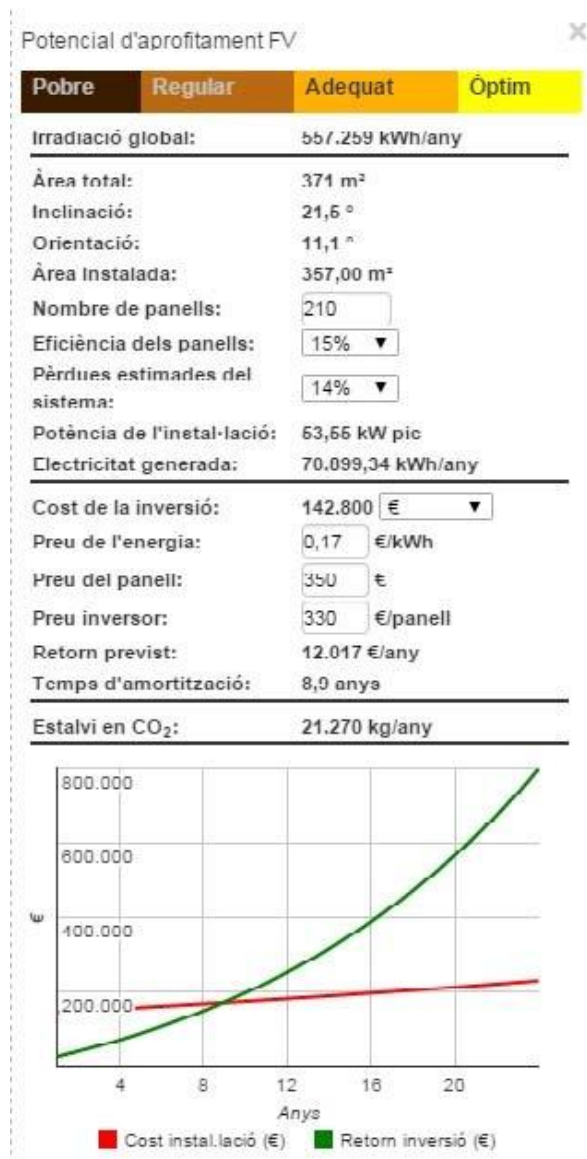 Potencial d'aprofitament FV ×
Pobre Regular Adequat Òptim
Irradiació global: 557.259 kWh/any
Àrea total: 371 m²
Inclinació: 21,5 º
Orientació: 11,1 º
Àrea Instalada: 357,00 m²
Nombre de panells: 210
Eficiència dels panells: 15% ▼
Pèrdues estimades del
sistema: 14% ▼
Potència de l'instal·lació: 53,55 kW pic
Electricitat generada: 70.099,34 kWh/any
Cost de la inversió: 142.800 € ▼
Preu de l'energia: 0,17 €/kWh
Preu del panell: 350 €
Preu inversor: 330 €/panell
Retorn previst: 12.017 €/any
Temps d'amortització: 8,9 anys
Estalvi en CO₂: 21.270 kg/any
800.000
600.000
€
400.000
200.000
4 8 12 16 20
Anys
Cost instal.lació (€) Retorn inversió (€)